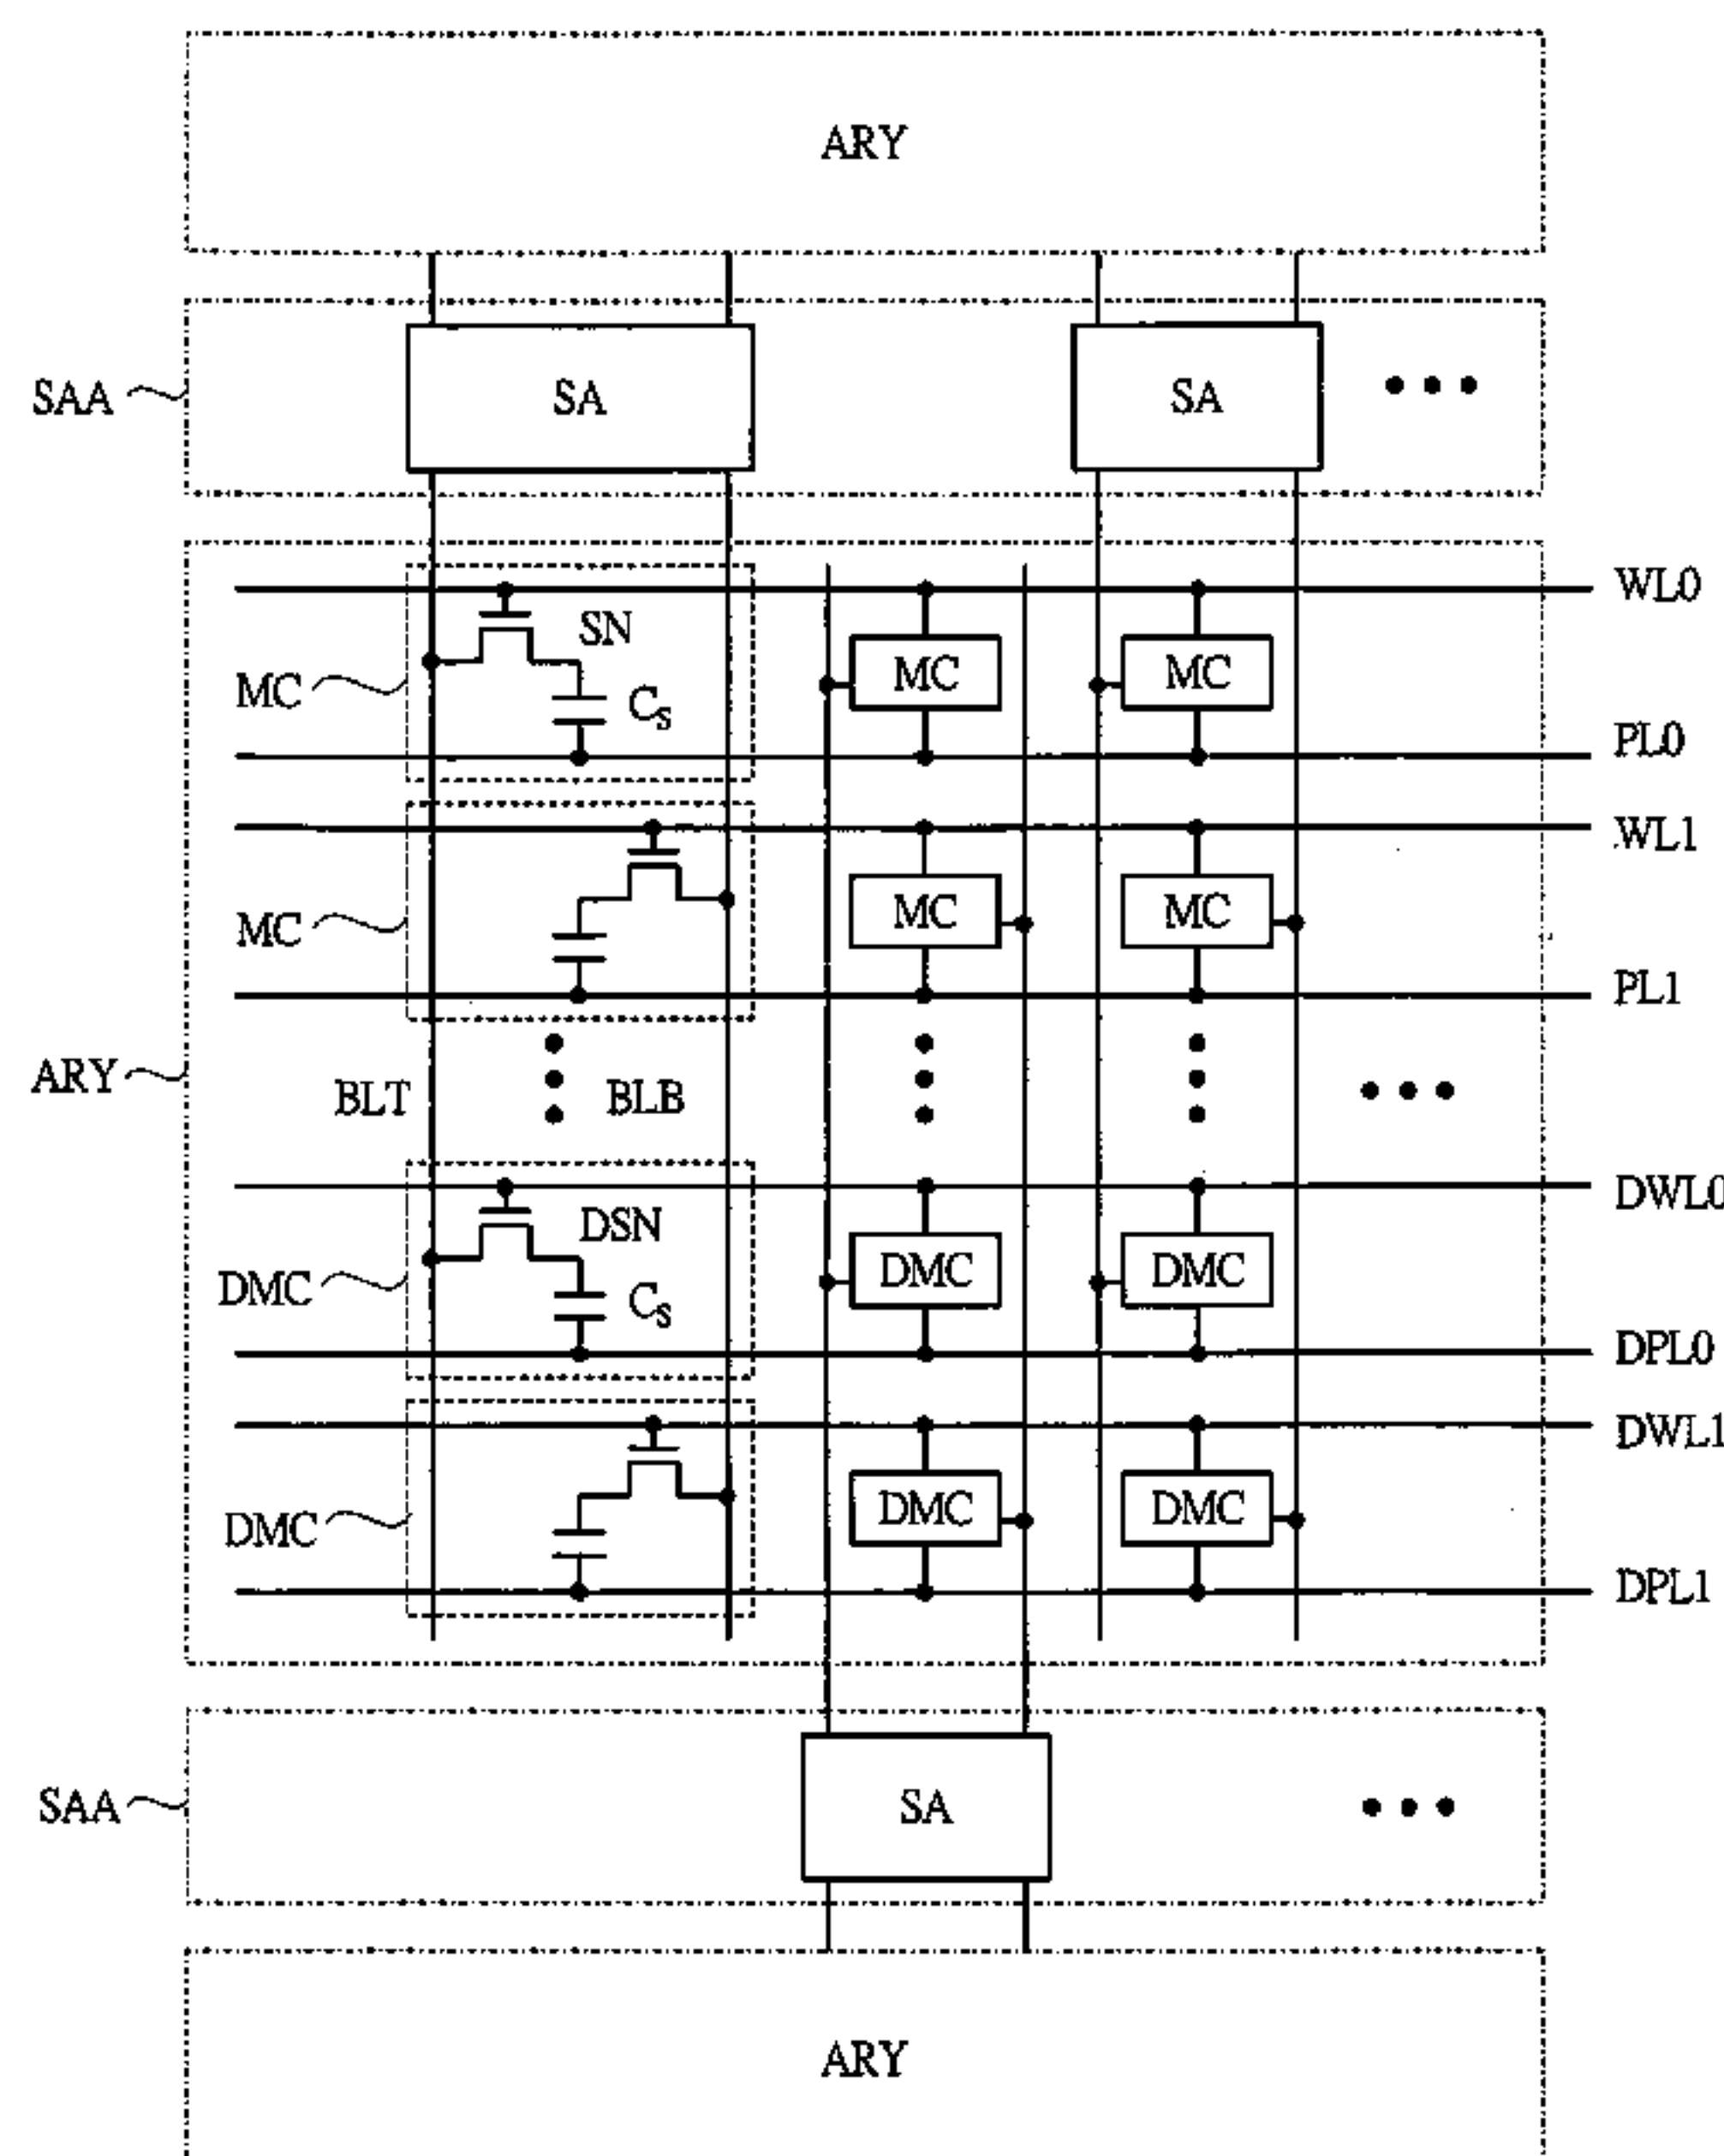 ARY
SAA
SA
SA
WL0
SN
MC
MC
MC
Cs
PL0
WL1
MC
MC
MC
PL1
ARY
BLT
BLB
DWL0
DSN
DMC
DMC
DMC
Cs
DPL0
DWL1
DMC
DMC
DMC
DPL1
SAA
SA
ARY